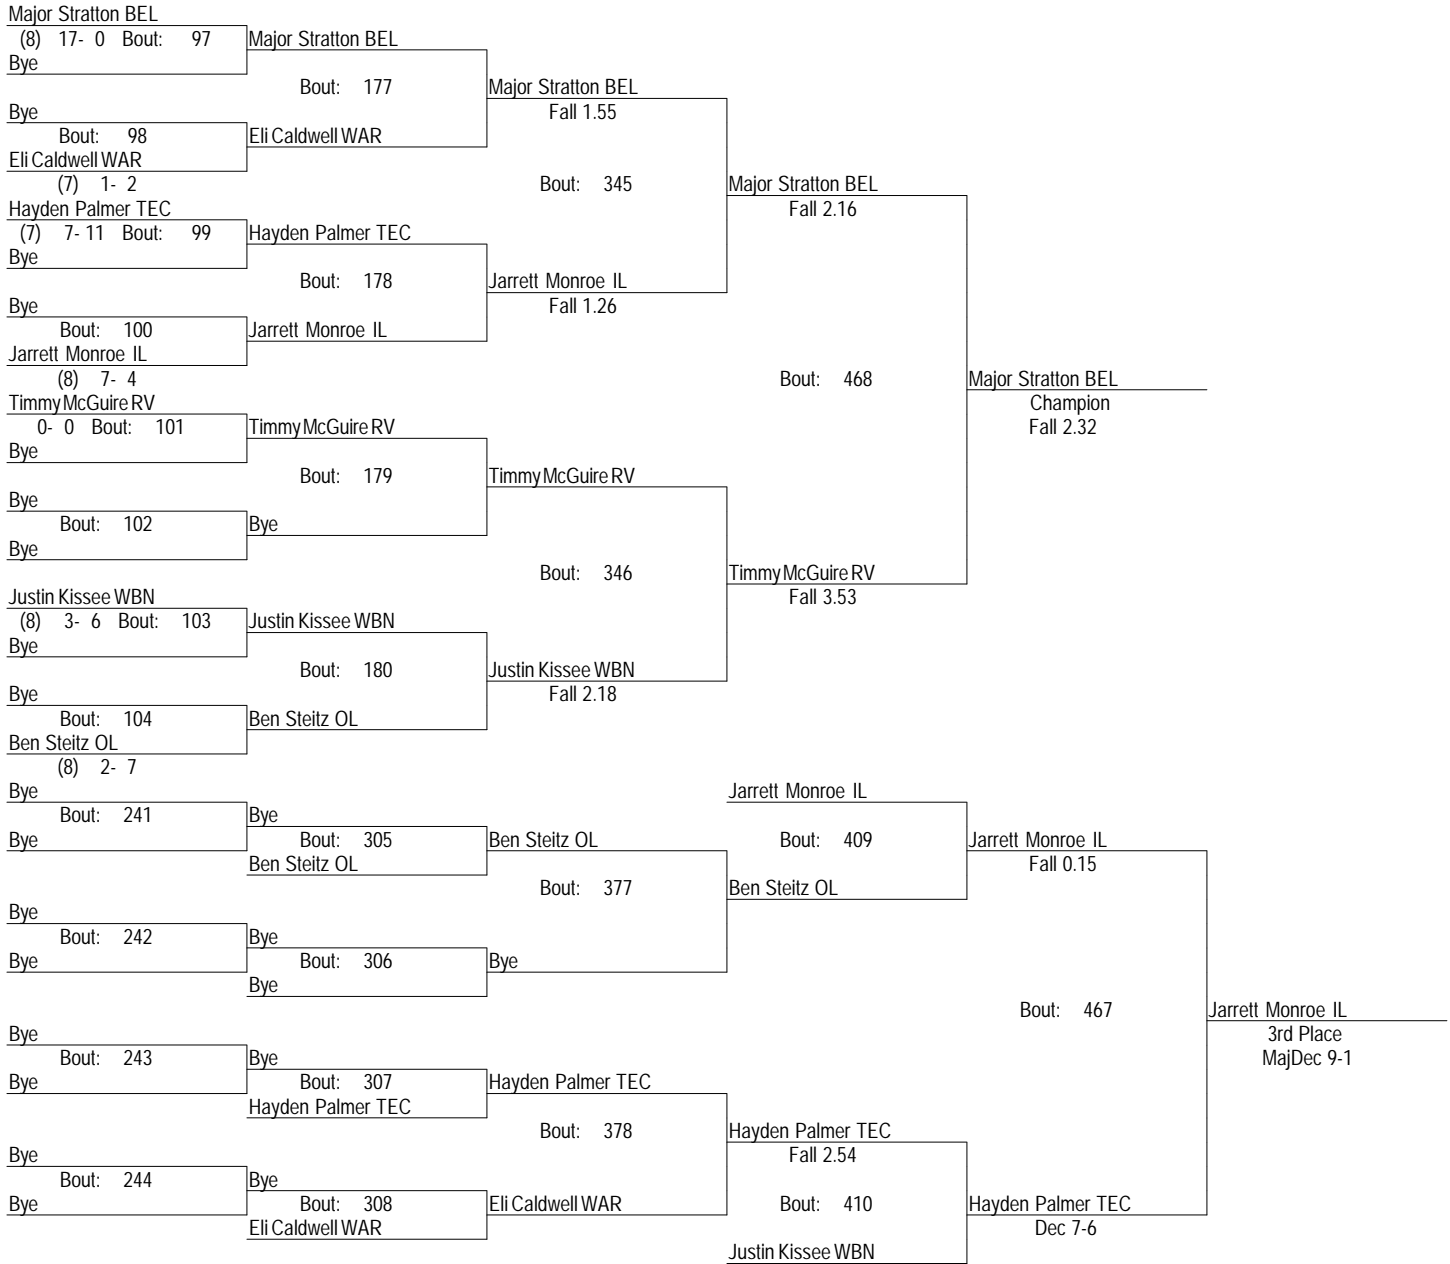 Major Stratton BEL
(8) 17- 0 Bout: 97 Major Stratton BEL
Bye
Bout: 177 Major Stratton BEL
Bye Fall 1.55
Bout: 98 Eli Caldwell WAR
Eli Caldwell WAR
(7) 1- 2 Bout: 345 Major Stratton BEL
Hayden Palmer TEC Fall 2.16
(7) 7- 11 Bout: 99 Hayden Palmer TEC
Bye
Bout: 178 Jarrett Monroe IL
Bye Fall 1.26
Bout: 100 Jarrett Monroe IL
Jarrett Monroe IL
(8) 7- 4 Bout: 468 Major Stratton BEL
Timmy McGuire RV Champion
0- 0 Bout: 101 Timmy McGuire RV Fall 2.32
Bye
Bout: 179 Timmy McGuire RV
Bye
Bout: 102 Bye
Bye
Bout: 346 Timmy McGuire RV
Justin Kissee WBN Fall 3.53
(8) 3- 6 Bout: 103 Justin Kissee WBN
Bye
Bout: 180 Justin Kissee WBN
Bye Fall 2.18
Bout: 104 Ben Steitz OL
Ben Steitz OL
(8) 2- 7
Bye Jarrett Monroe IL
Bout: 241 Bye
Bye Bout: 305 Ben Steitz OL Bout: 409 Jarrett Monroe IL
Ben Steitz OL Fall 0.15
Bout: 377 Ben Steitz OL
Bye
Bout: 242 Bye
Bye Bout: 306 Bye
Bye
Bout: 467 Jarrett Monroe IL
Bye 3rd Place
Bout: 243 Bye MajDec 9-1
Bye Bout: 307 Hayden Palmer TEC
Hayden Palmer TEC
Bout: 378 Hayden Palmer TEC
Bye Fall 2.54
Bout: 244 Bye
Bye Bout: 308 Eli Caldwell WAR Bout: 410 Hayden Palmer TEC
Eli Caldwell WAR Dec 7-6
Justin Kissee WBN